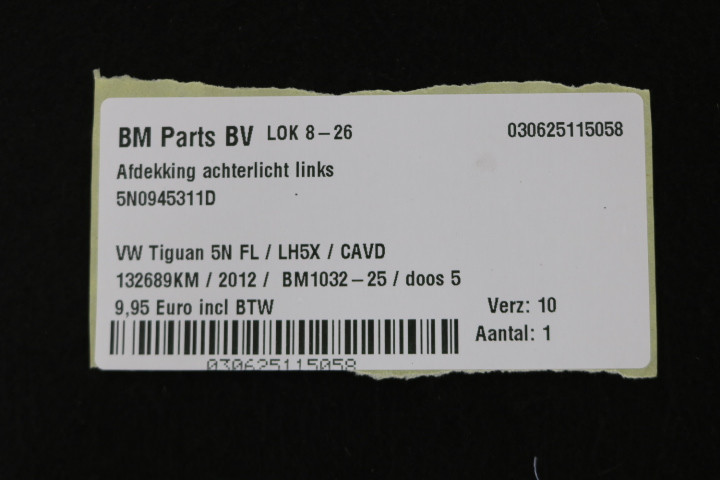 BM Parts BV LOK 8-26 030625115058
Afdekking achterlicht links
5N0945311D
VW Tiguan 5N FL / LH5X / CAVD
132689KM / 2012 / BM1032-25 / doos 5
9,95 Euro incl BTW Verz: 10
Aantal: 1
030625115058